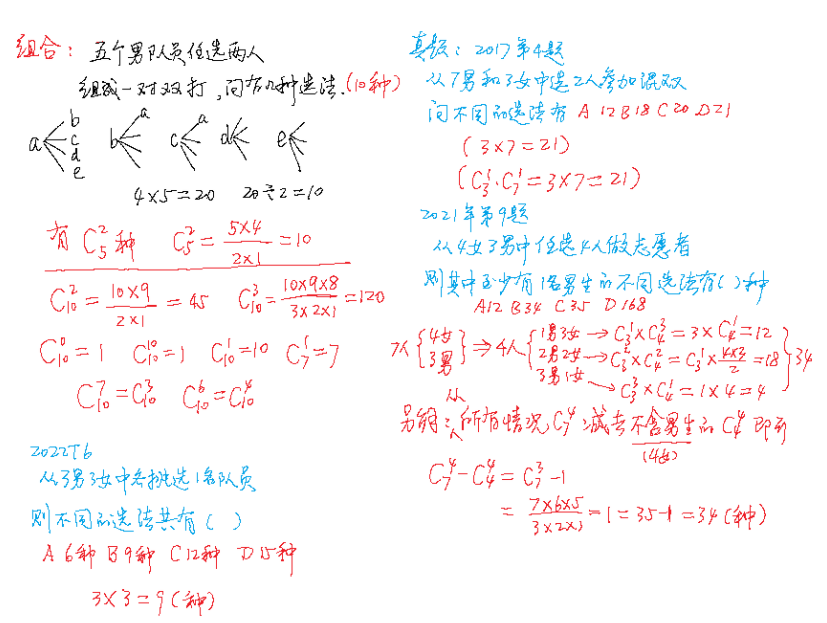 组合: 五个男队员任选两人
组成一对双打,问有几种选法.(10种)
a b c d e
b a
c a
d
e
4×5=20 20÷2=10
有 C₅² 种 C₅² = 5×4 / 2×1 = 10
C₁₀² = 10×9 / 2×1 = 45 C₁₀³ = 10×9×8 / 3×2×1 = 120
C₁₀⁰ = 1 C₁₀¹⁰ = 1 C₁₀¹ = 10 C₇¹ = 7
C₁₀⁷ = C₁₀³ C₁₀⁶ = C₁₀⁴
2022T6
从3男3女中各挑选1名队员
则不同的选法共有( )
A 6种 B 9种 C 12种 D 15种
3×3=9(种)
真题: 2017年第4题
从7男和3女中选2人参加混双
问不同的选法有 A 12 B 18 C 20 D 21
(3×7=21)
(C₃¹·C₇¹=3×7=21)
2021年第9题
从4女3男中任选4人做志愿者
则其中至少有1名男生的不同选法有( )种
A12 B34 C35 D168
7人{4女 3男}⇒4人
1男3女→C₃¹×C₄³=3×C₄¹=12
2男2女→C₃²×C₄²=C₃¹×4×3/2=18
3男1女→C₃³×C₄¹=1×4=4
}34
另解:从7人所有情况C₇⁴减去不含男生的C₄⁴即可
(4女)
C₇⁴-C₄⁴=C₇³-1
= 7×6×5 / 3×2×1 -1=35-1=34(种)